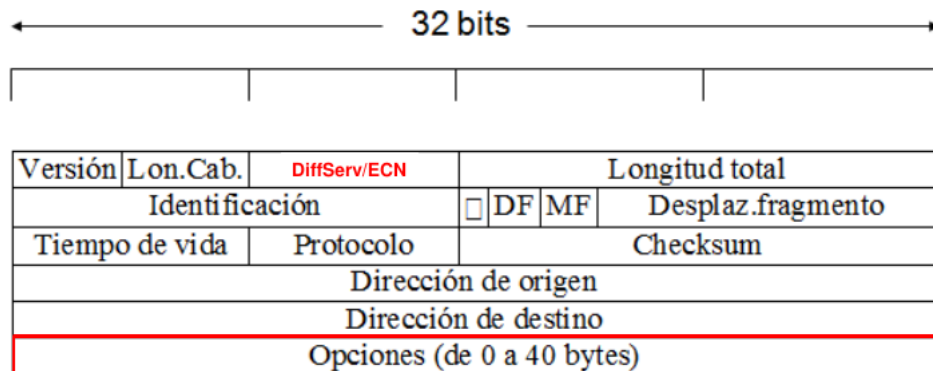 32 bits
Versión Lon.Cab. DiffServ/ECN Longitud total
Identificación DF MF Desplaz.fragmento
Tiempo de vida Protocolo Checksum
Dirección de origen
Dirección de destino
Opciones (de 0 a 40 bytes)